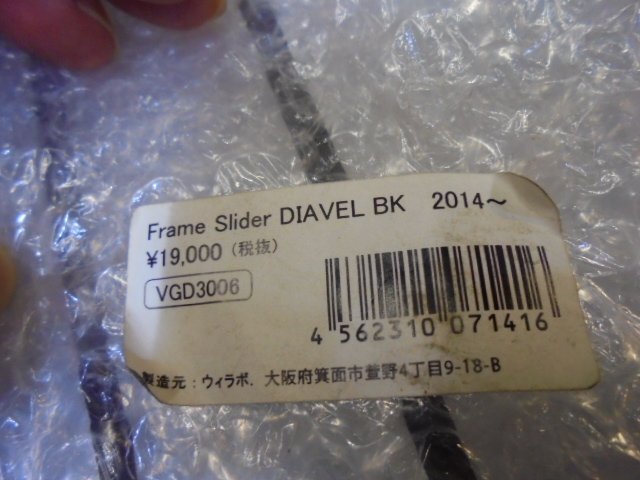 Frame Slider DIAVEL BK 2014〜
¥19,000 (税抜)
VGD3006
4 562310 071416
製造元:ウィラボ. 大阪府箕面市萱野4丁目9-18-B